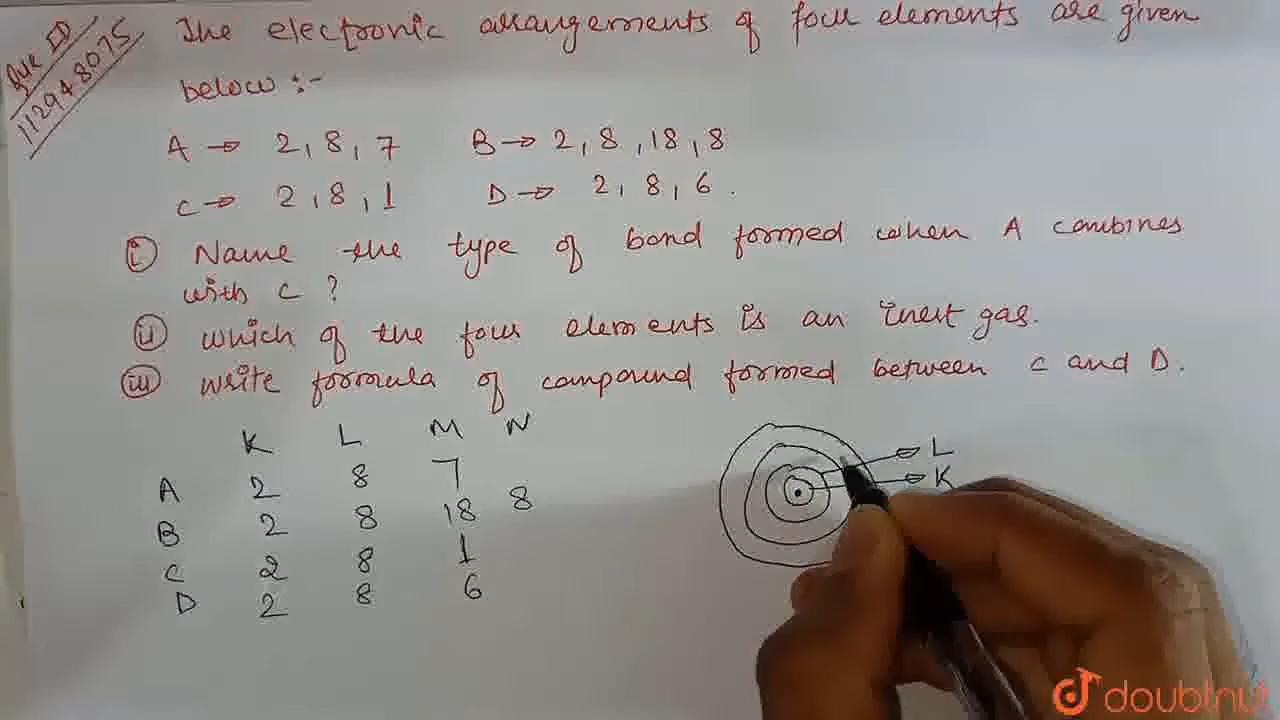 Que ID
112948075
The electronic arrangements of four elements are given
below :-
A → 2, 8, 7 B → 2, 8, 18, 8
C → 2, 8, 1 D → 2, 8, 6.
(i) Name the type of bond formed when A combines
with C ?
(ii) which of the four elements is an inert gas.
(iii) write formula of compound formed between C and D.
K L M N
A 2 8 7
B 2 8 18 8
C 2 8 1
D 2 8 6
L
K
doubtnut